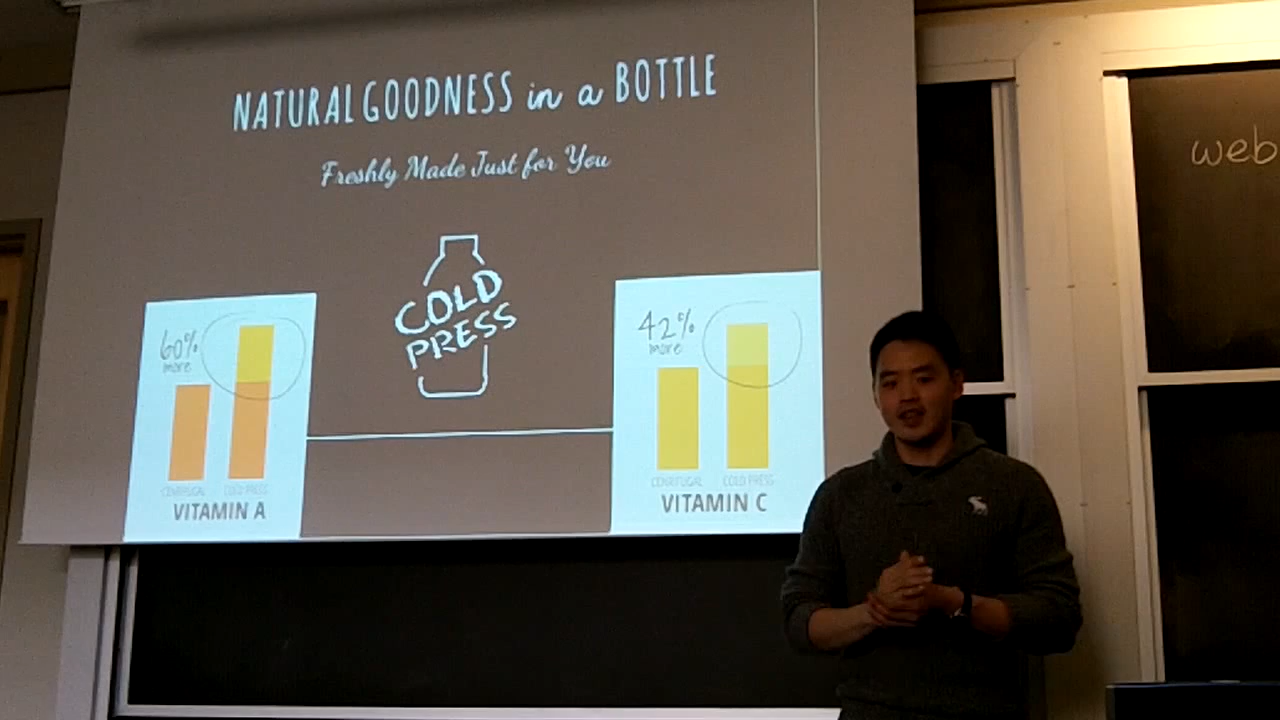 NATURAL GOODNESS in a BOTTLE
Freshly Made Just for You
COLD
PRESS
60%
more
CENTRIFUGAL COLD PRESS
VITAMIN A
42%
more
CENTRIFUGAL COLD PRESS
VITAMIN C
web